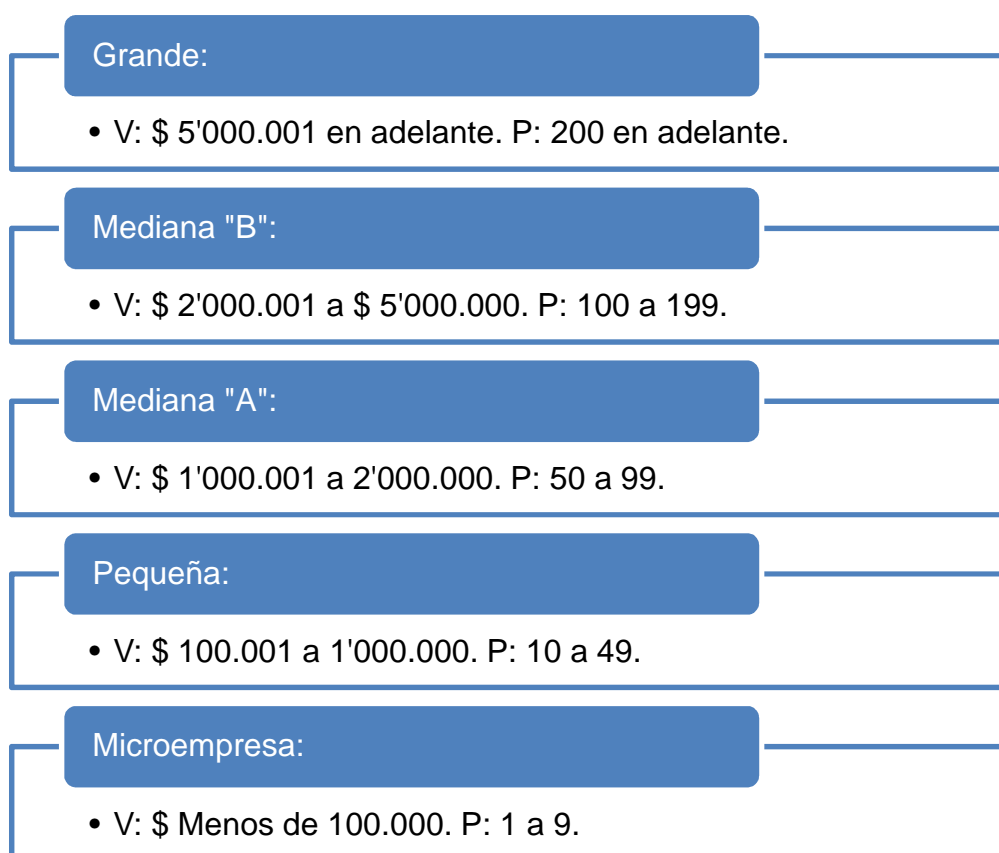 Grande:
• V: $ 5'000.001 en adelante. P: 200 en adelante.
Mediana "B":
• V: $ 2'000.001 a $ 5'000.000. P: 100 a 199.
Mediana "A":
• V: $ 1'000.001 a 2'000.000. P: 50 a 99.
Pequeña:
• V: $ 100.001 a 1'000.000. P: 10 a 49.
Microempresa:
• V: $ Menos de 100.000. P: 1 a 9.